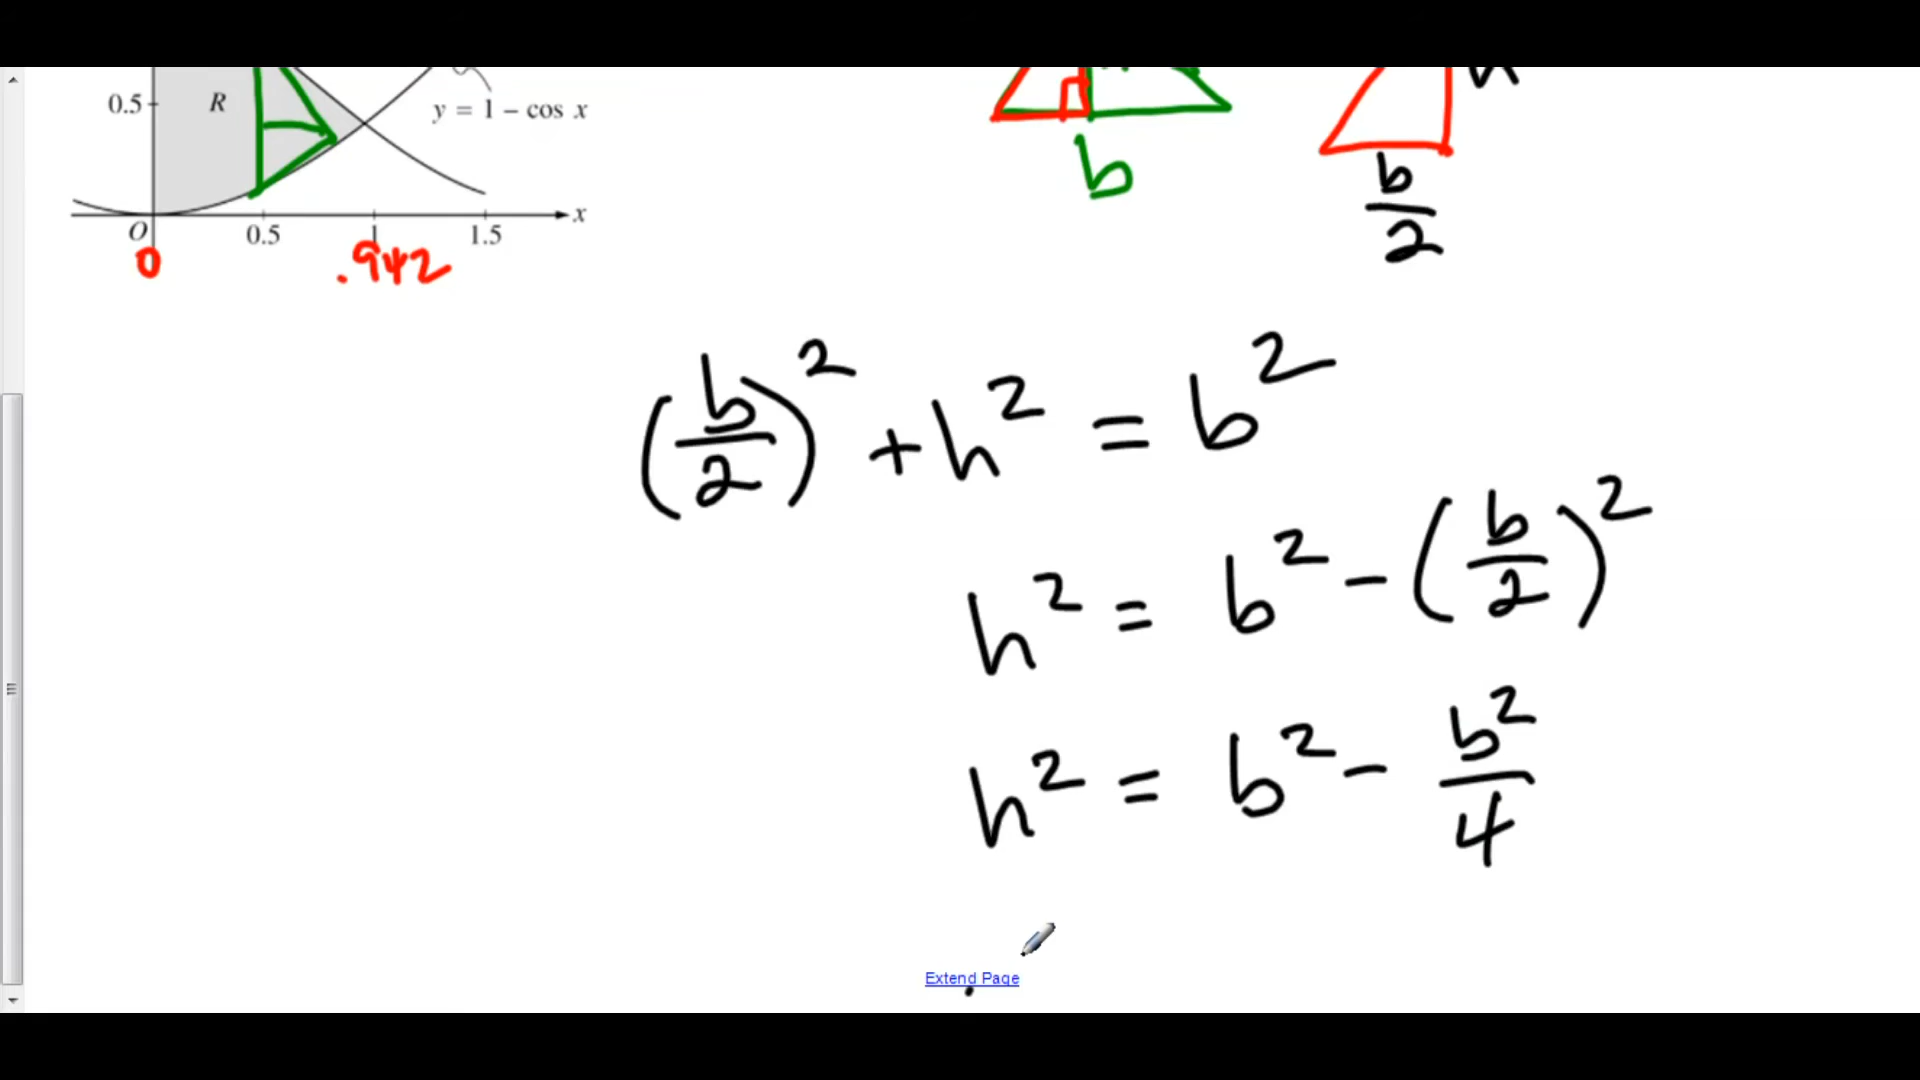 0.5
R
y = 1 − cos x
h
b
b/2
O
0.5
1
1.5
x
0
.942
(b/2)² + h² = b²
h² = b² − (b/2)²
h² = b² − b²/4
Extend Page